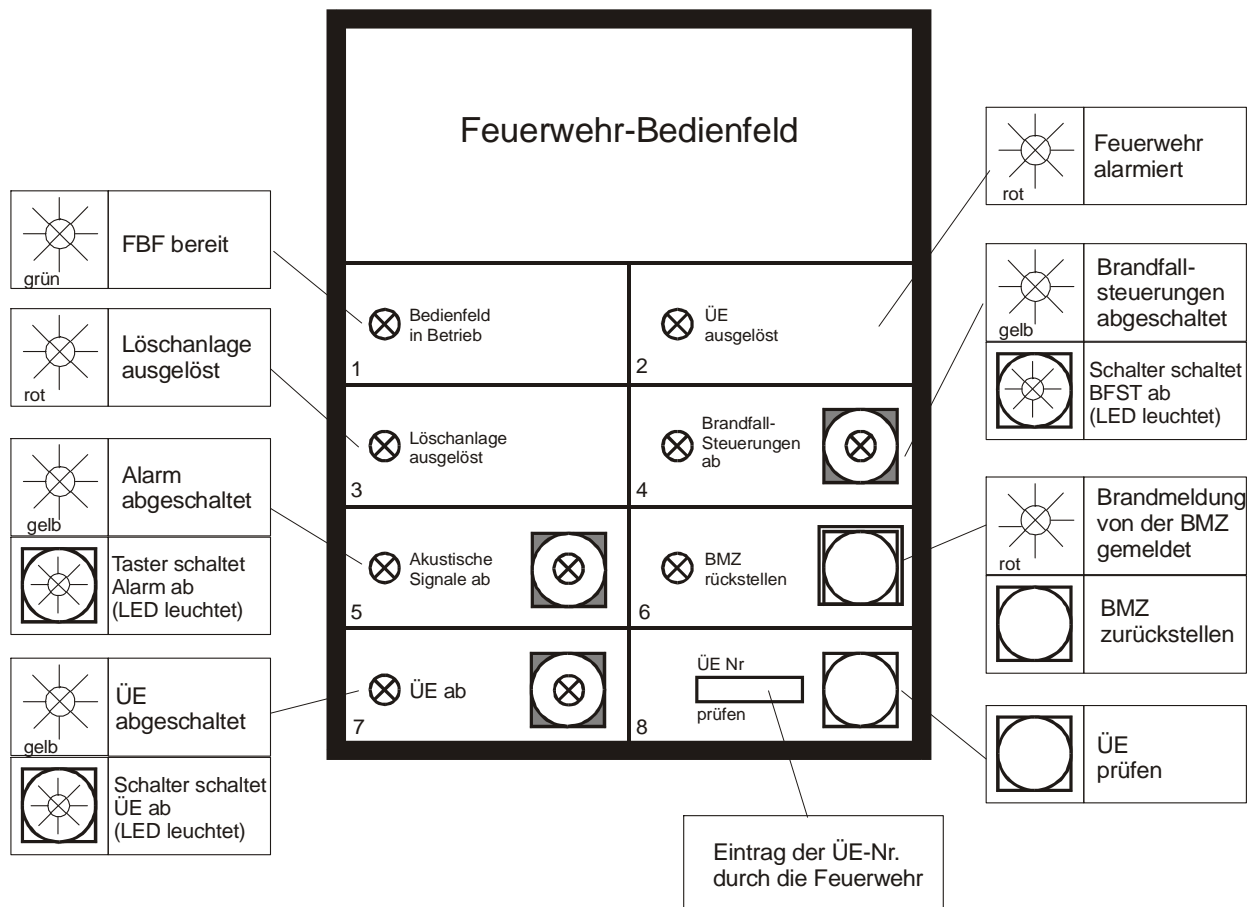 Feuerwehr-Bedienfeld
Bedienfeld
in Betrieb
1
ÜE
ausgelöst
2
Löschanlage
ausgelöst
3
Brandfall-
Steuerungen
ab
4
Akustische
Signale ab
5
BMZ
rückstellen
6
ÜE ab
7
ÜE Nr
prüfen
8
grün
FBF bereit
rot
Löschanlage
ausgelöst
gelb
Alarm
abgeschaltet
Taster schaltet
Alarm ab
(LED leuchtet)
gelb
ÜE
abgeschaltet
Schalter schaltet
ÜE ab
(LED leuchtet)
rot
Feuerwehr
alarmiert
gelb
Brandfall-
steuerungen
abgeschaltet
Schalter schaltet
BFST ab
(LED leuchtet)
rot
Brandmeldung
von der BMZ
gemeldet
BMZ
zurückstellen
ÜE
prüfen
Eintrag der ÜE-Nr.
durch die Feuerwehr